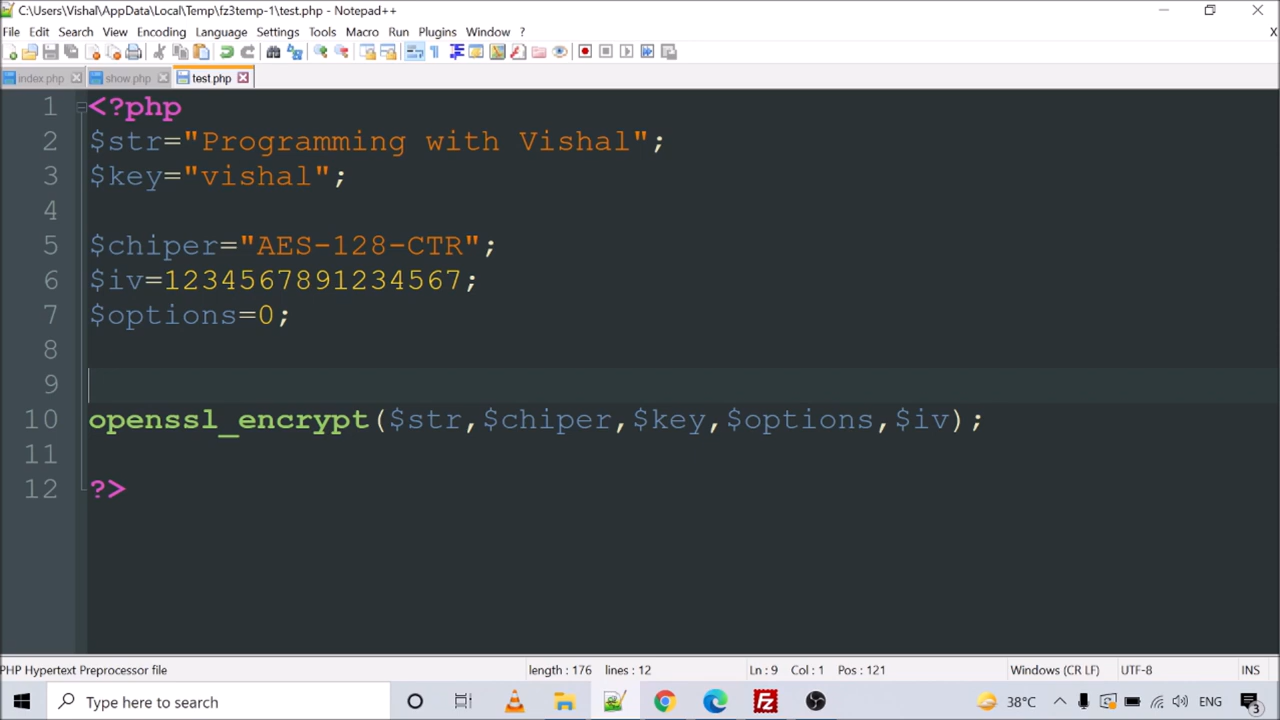 C:\Users\Vishal\AppData\Local\Temp\fz3temp-1\test.php - Notepad++
File Edit Search View Encoding Language Settings Tools Macro Run Plugins Window ? X
index.php show.php test.php
1 <?php
2 $str="Programming with Vishal";
3 $key="vishal";
4
5 $chiper="AES-128-CTR";
6 $iv=1234567891234567;
7 $options=0;
8
9
10 openssl_encrypt($str,$chiper,$key,$options,$iv);
11
12 ?>
PHP Hypertext Preprocessor file length : 176 lines : 12 Ln : 9 Col : 1 Pos : 121 Windows (CR LF) UTF-8 INS
Type here to search 38°C ENG 3